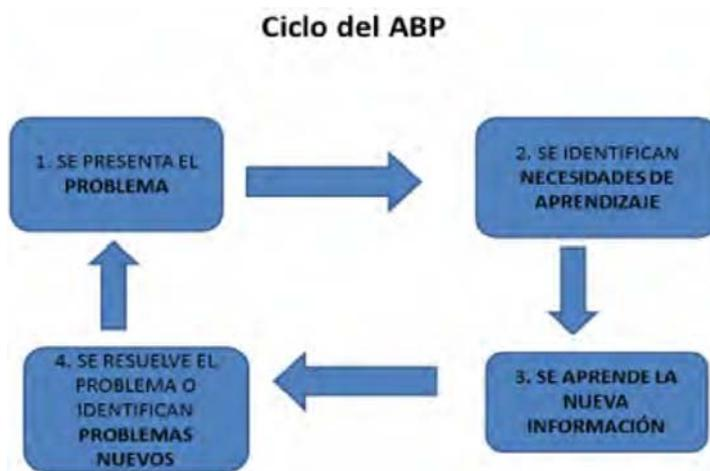 Ciclo del ABP
1. SE PRESENTA EL
PROBLEMA
2. SE IDENTIFICAN
NECESIDADES DE
APRENDIZAJE
3. SE APRENDE LA
NUEVA
INFORMACIÓN
4. SE RESUELVE EL
PROBLEMA O
IDENTIFICAN
PROBLEMAS
NUEVOS